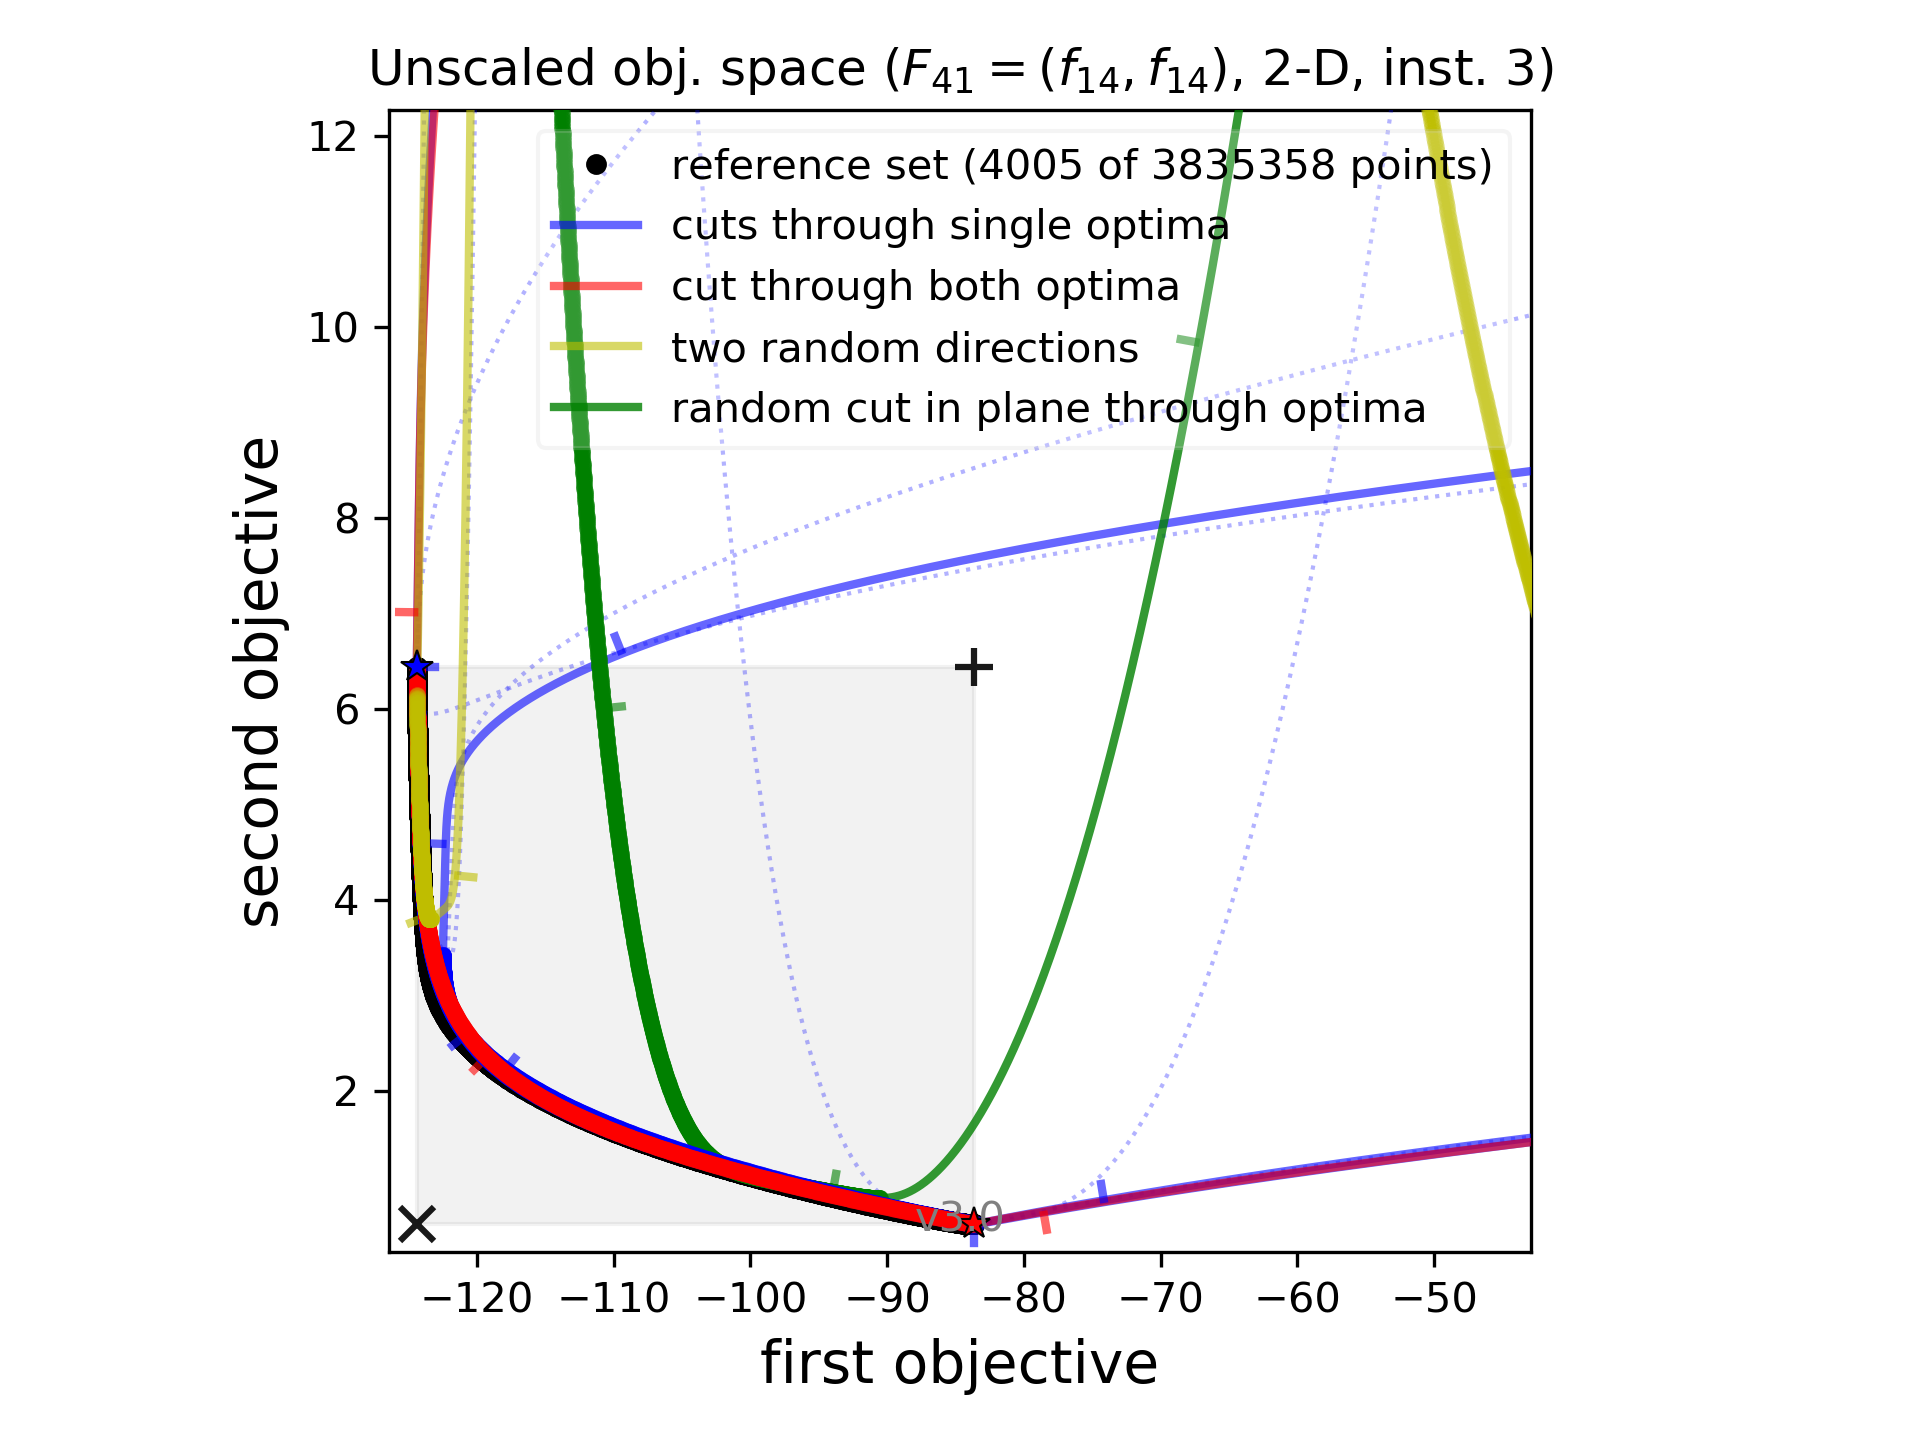 Unscaled obj. space (F₄₁ = (f₁₄, f₁₄), 2-D, inst. 3)
12
10
8
6
4
2
second objective
reference set (4005 of 3835358 points)
cuts through single optima
cut through both optima
two random directions
random cut in plane through optima
v3.0
−120 −110 −100 −90 −80 −70 −60 −50
first objective